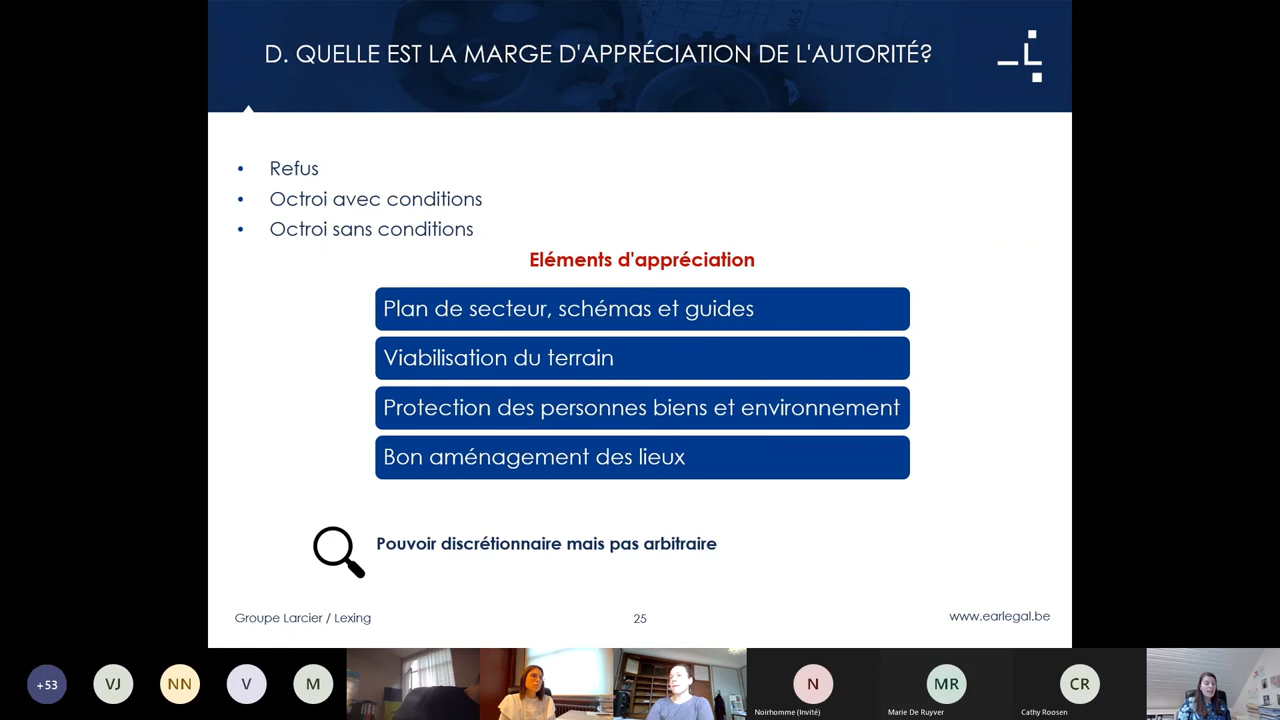 D. QUELLE EST LA MARGE D'APPRÉCIATION DE L'AUTORITÉ?
• Refus
• Octroi avec conditions
• Octroi sans conditions
Eléments d'appréciation
Plan de secteur, schémas et guides
Viabilisation du terrain
Protection des personnes biens et environnement
Bon aménagement des lieux
Pouvoir discrétionnaire mais pas arbitraire
Groupe Larcier / Lexing
25
www.earlegal.be
+53
VJ
NN
V
M
N
MR
CR
Noirhomme (Invité)
Marie De Ruyver
Cathy Roosen